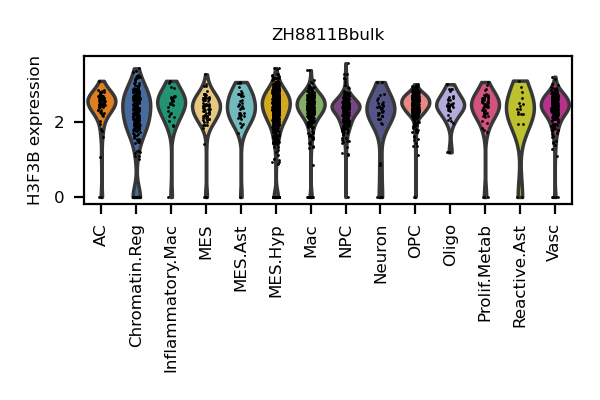 ZH8811Bbulk
H3F3B expression
2
0
AC
Chromatin.Reg
Inflammatory.Mac
MES
MES.Ast
MES.Hyp
Mac
NPC
Neuron
OPC
Oligo
Prolif.Metab
Reactive.Ast
Vasc